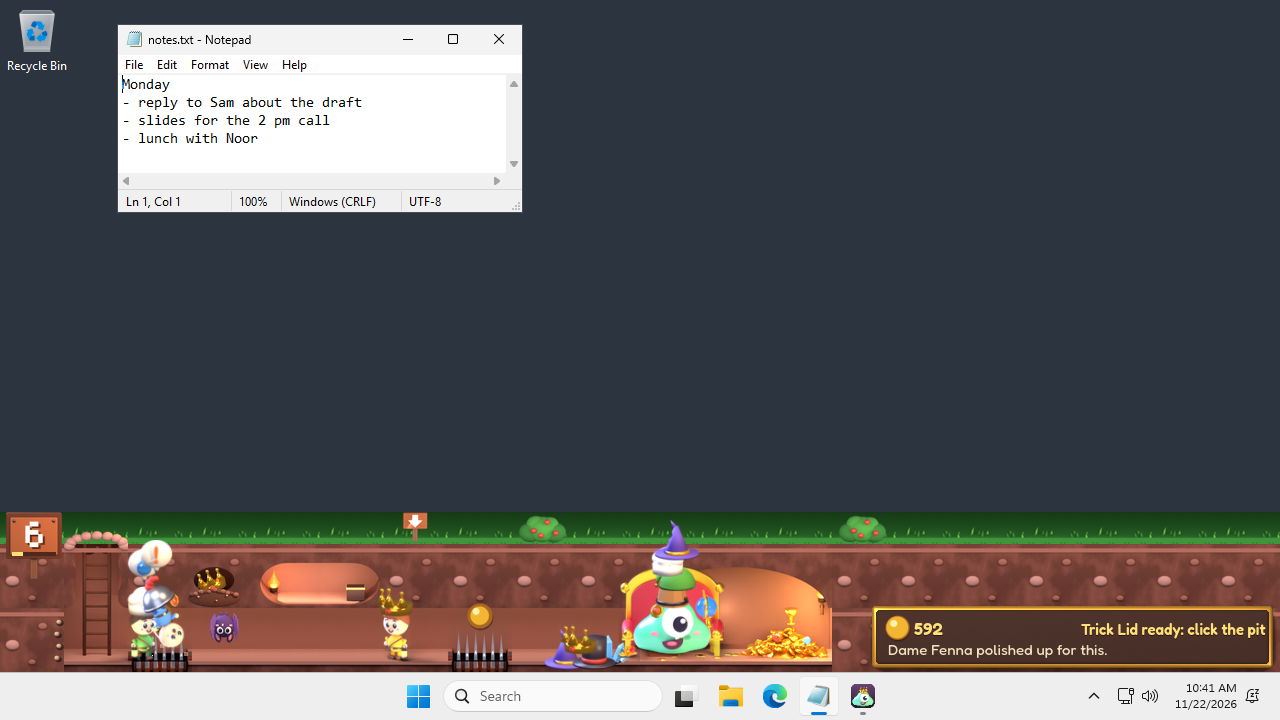 Recycle Bin
notes.txt - Notepad
File Edit Format View Help
Monday
- reply to Sam about the draft
- slides for the 2 pm call
- lunch with Noor
Ln 1, Col 1
100%
Windows (CRLF)
UTF-8
6
592
Trick Lid ready: click the pit
Dame Fenna polished up for this.
Search
10:41 AM
11/22/2026